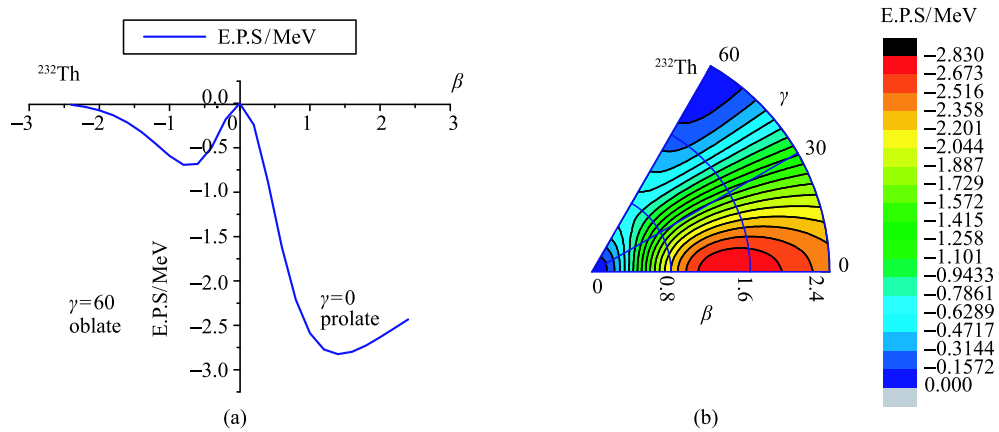 E.P.S/MeV
²³²Th
β
0.0
−3 −2 −1 0 1 2 3
−0.5
−1.0
−1.5
−2.0
−2.5
−3.0
E.P.S/MeV
γ=60
oblate
γ=0
prolate
(a)
²³²Th
60
γ
30
0
0 0.8 1.6 2.4
β
(b)
E.P.S/MeV
−2.830
−2.673
−2.516
−2.358
−2.201
−2.044
−1.887
−1.729
−1.572
−1.415
−1.258
−1.101
−0.9433
−0.7861
−0.6289
−0.4717
−0.3144
−0.1572
0.000